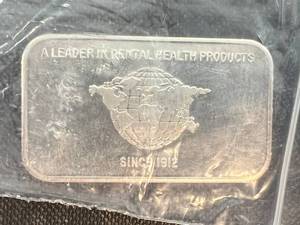 A LEADER IN DENTAL HEALTH PRODUCTS
SINCE 1912